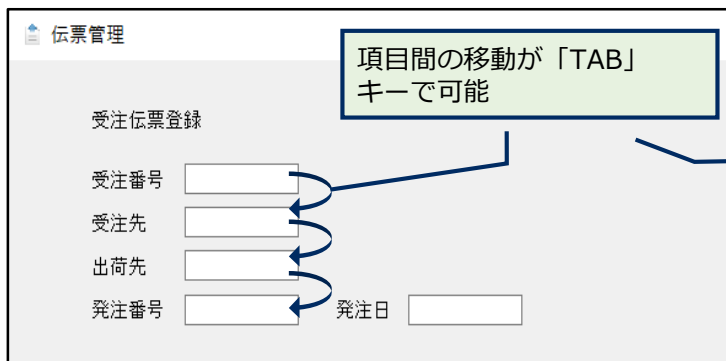 伝票管理
項目間の移動が「TAB」
キーで可能
受注伝票登録
受注番号
受注先
出荷先
発注番号 発注日